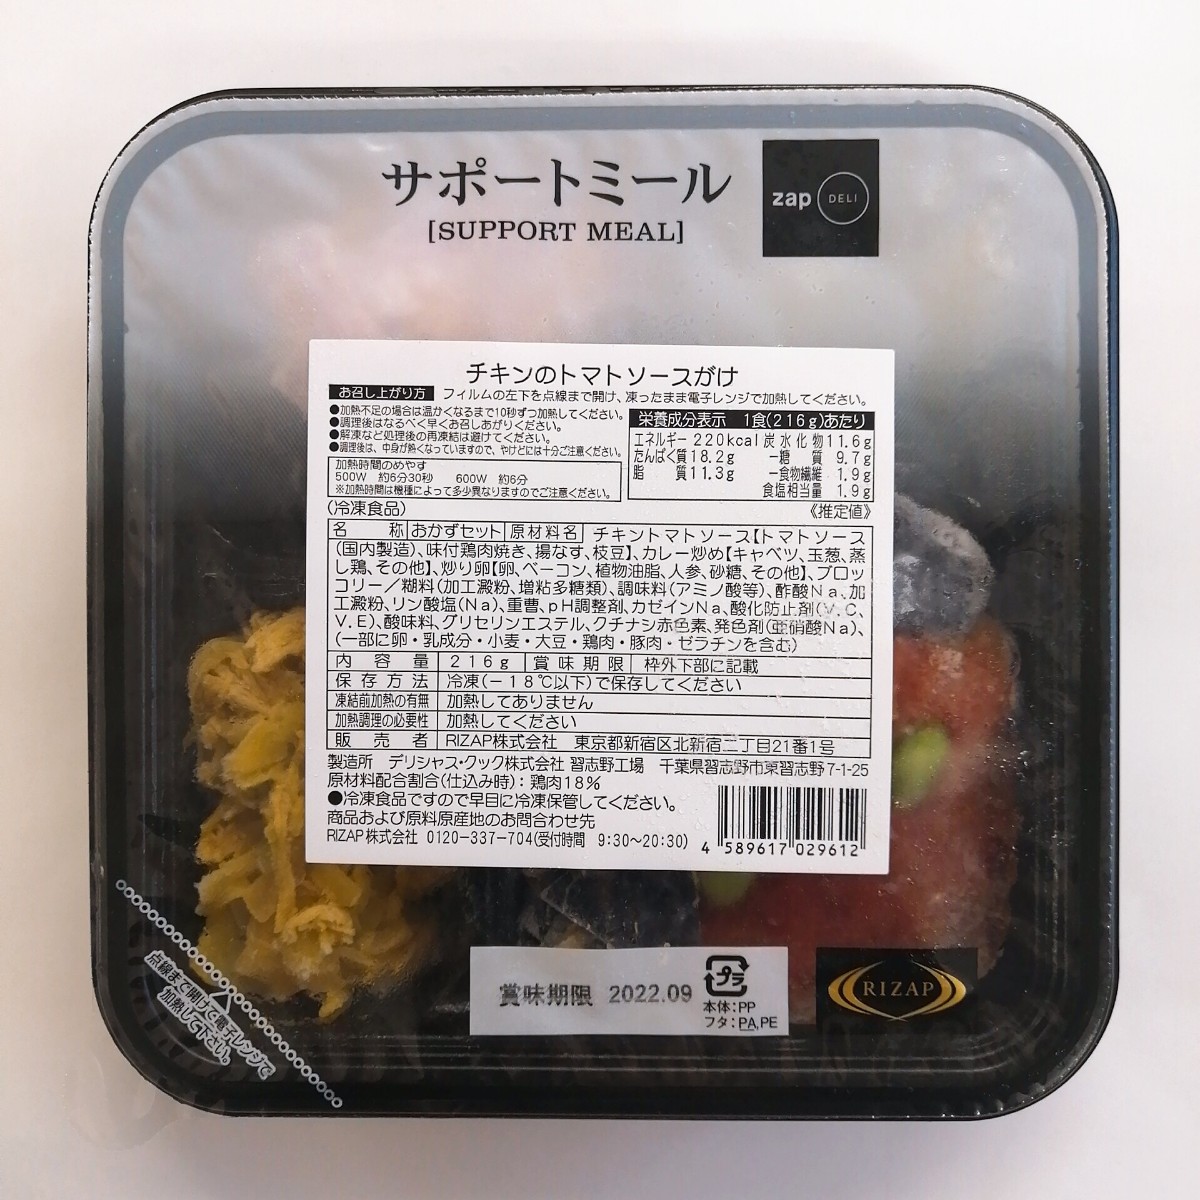 サポートミール
[SUPPORT MEAL]
zap DELI
チキンのトマトソースがけ
お召し上がり方 フィルムの左下を点線まで開け、凍ったまま電子レンジで加熱してください。
●加熱不足の場合は温かくなるまで10秒ずつ加熱してください。
●調理後はなるべく早くお召しあがりください。
●解凍など処理後の再凍結は避けてください。
●調理後は、中身が熱くなっていますので、やけどには十分ご注意ください。
加熱時間のめやす
500W 約6分30秒 600W 約6分
※加熱時間は機種によって多少異なりますのでご注意ください。
栄養成分表示 1食(216g)あたり
エネルギー 220kcal 炭水化物 11.6g
たんぱく質 18.2g −糖質 9.7g
脂質 11.3g −食物繊維 1.9g
食塩相当量 1.9g
(冷凍食品) 《推定値》
名称 おかずセット 原材料名 チキントマトソース【トマトソース
(国内製造)、味付鶏肉焼き、揚なす、枝豆】、カレー炒め【キャベツ、玉葱、蒸
し鶏、その他】、炒り卵【卵、ベーコン、植物油脂、人参、砂糖、その他】、ブロッ
コリー/糊料(加工澱粉、増粘多糖類)、調味料(アミノ酸等)、酢酸Na、加
工澱粉、リン酸塩(Na)、重曹、pH調整剤、カゼインNa、酸化防止剤(V.C、
V.E)、酸味料、グリセリンエステル、クチナシ赤色素、発色剤(亜硝酸Na)、
(一部に卵・乳成分・小麦・大豆・鶏肉・豚肉・ゼラチンを含む)
内容量 216g 賞味期限 枠外下部に記載
保存方法 冷凍(−18℃以下)で保存してください
凍結前加熱の有無 加熱してありません
加熱調理の必要性 加熱してください
販売者 RIZAP株式会社 東京都新宿区北新宿二丁目21番1号
製造所 デリシャス・クック株式会社 習志野工場 千葉県習志野市東習志野7-1-25
原材料配合割合(仕込み時):鶏肉18%
●冷凍食品ですので早目に冷凍保管してください。
商品および原料原産地のお問合わせ先
RIZAP株式会社 0120-337-704(受付時間 9:30〜20:30)
4 589617 029612
賞味期限 2022.09
プラ
本体:PP
フタ:PA,PE
RIZAP
点線まで開けて電子レンジで
加熱して下さい。